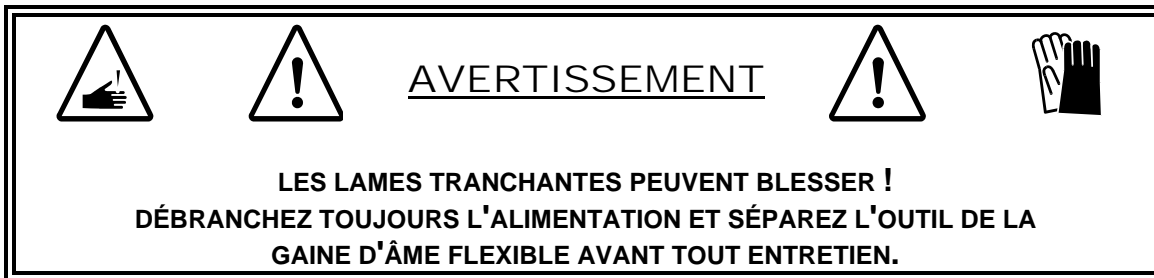 AVERTISSEMENT
LES LAMES TRANCHANTES PEUVENT BLESSER !
DÉBRANCHEZ TOUJOURS L'ALIMENTATION ET SÉPAREZ L'OUTIL DE LA
GAINE D'ÂME FLEXIBLE AVANT TOUT ENTRETIEN.